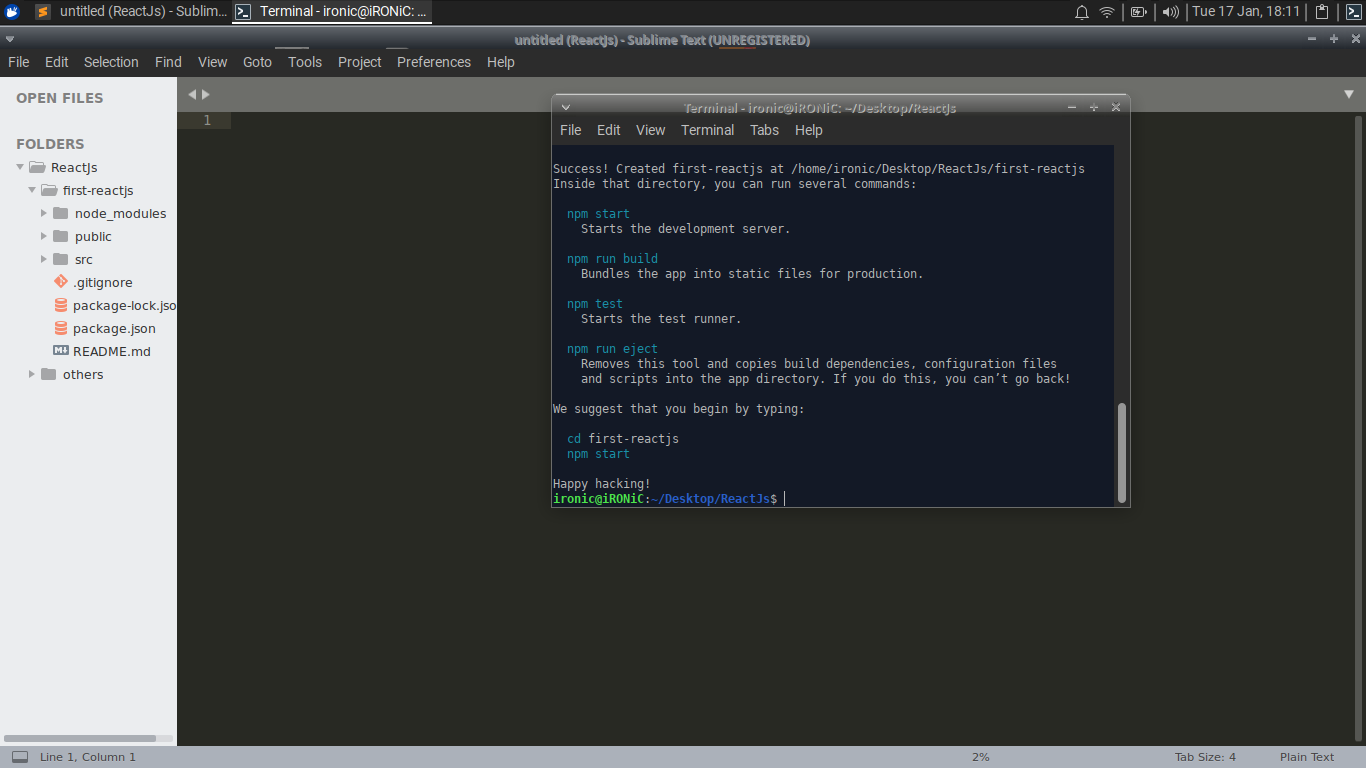 untitled (ReactJs) - Sublim...
Terminal - ironic@iRONiC: ...
Tue 17 Jan, 18:11
untitled (ReactJs) - Sublime Text (UNREGISTERED)
File Edit Selection Find View Goto Tools Project Preferences Help
OPEN FILES
FOLDERS
ReactJs
first-reactjs
node_modules
public
src
.gitignore
package-lock.jso
package.json
README.md
others
1
Terminal - ironic@iRONiC: ~/Desktop/ReactJs
File Edit View Terminal Tabs Help
Success! Created first-reactjs at /home/ironic/Desktop/ReactJs/first-reactjs
Inside that directory, you can run several commands:
npm start
Starts the development server.
npm run build
Bundles the app into static files for production.
npm test
Starts the test runner.
npm run eject
Removes this tool and copies build dependencies, configuration files
and scripts into the app directory. If you do this, you can’t go back!
We suggest that you begin by typing:
cd first-reactjs
npm start
Happy hacking!
ironic@iRONiC:~/Desktop/ReactJs$
Line 1, Column 1
2%
Tab Size: 4
Plain Text